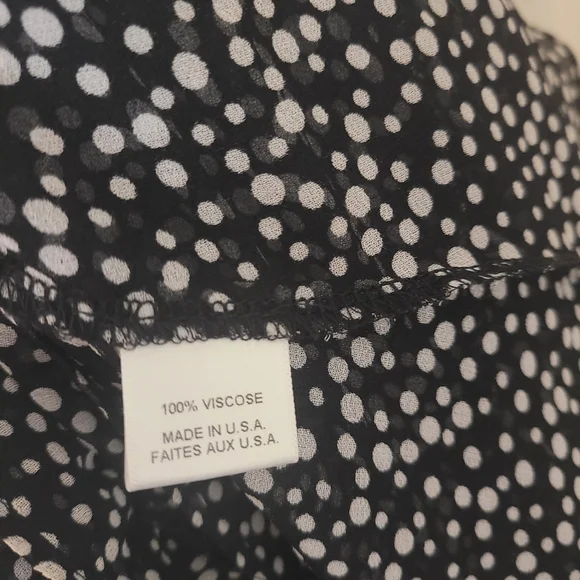 100% VISCOSE
MADE IN U.S.A.
FAITES AUX U.S.A.